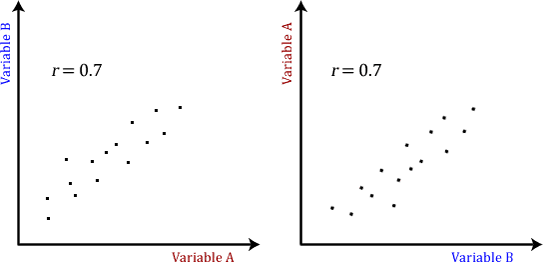 Variable B
r = 0.7
Variable A
Variable A
r = 0.7
Variable B